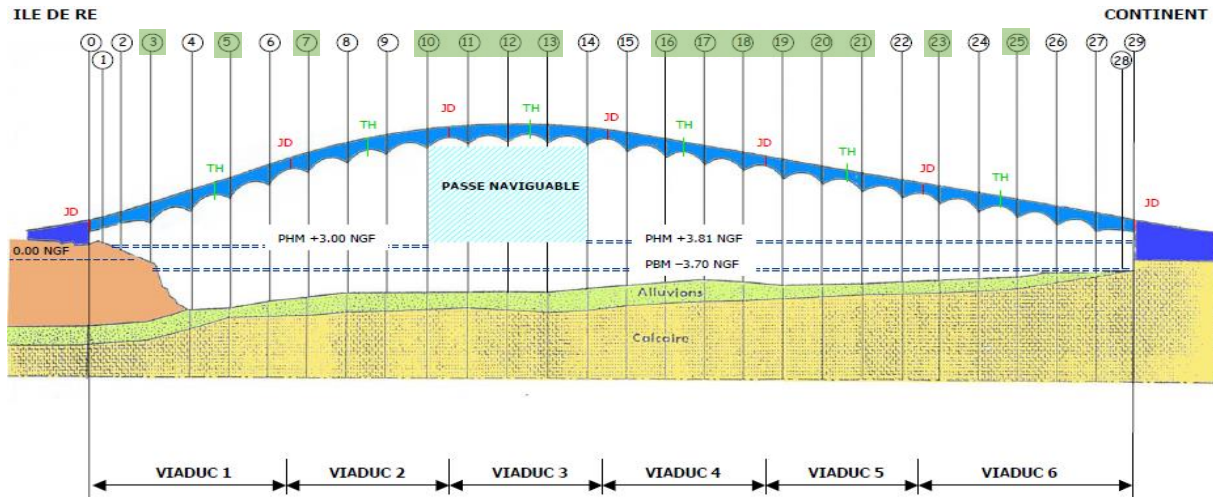 ILE DE RE CONTINENT
0 2 3 4 5 6 7 8 9 10 11 12 13 14 15 16 17 18 19 20 21 22 23 24 25 26 27 29
1 28
JD TH JD TH JD TH JD TH JD TH JD TH JD
PASSE NAVIGUABLE
0.00 NGF
PHM +3.00 NGF
PHM +3.81 NGF
PBM −3.70 NGF
Alluvions
Calcaire
VIADUC 1 VIADUC 2 VIADUC 3 VIADUC 4 VIADUC 5 VIADUC 6